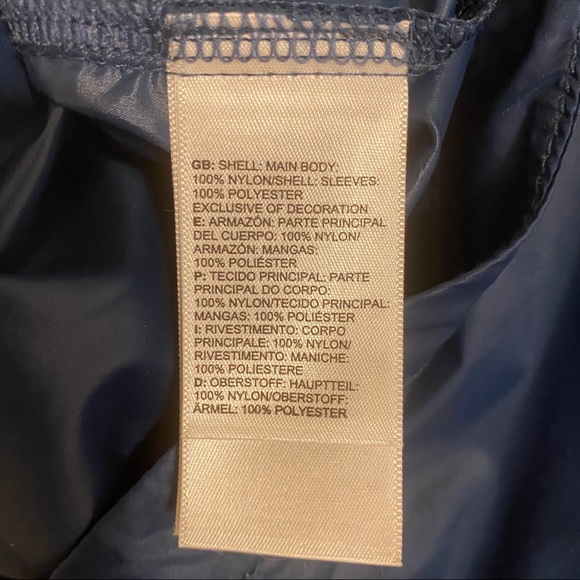 GB: SHELL: MAIN BODY:
100% NYLON/SHELL: SLEEVES:
100% POLYESTER
EXCLUSIVE OF DECORATION
E: ARMAZÓN: PARTE PRINCIPAL
DEL CUERPO: 100% NYLON/
ARMAZÓN: MANGAS:
100% POLIÉSTER
P: TECIDO PRINCIPAL: PARTE
PRINCIPAL DO CORPO:
100% NYLON/TECIDO PRINCIPAL:
MANGAS: 100% POLIÉSTER
I: RIVESTIMENTO: CORPO
PRINCIPALE: 100% NYLON/
RIVESTIMENTO: MANICHE:
100% POLIESTERE
D: OBERSTOFF: HAUPTTEIL:
100% NYLON/OBERSTOFF:
ÄRMEL: 100% POLYESTER